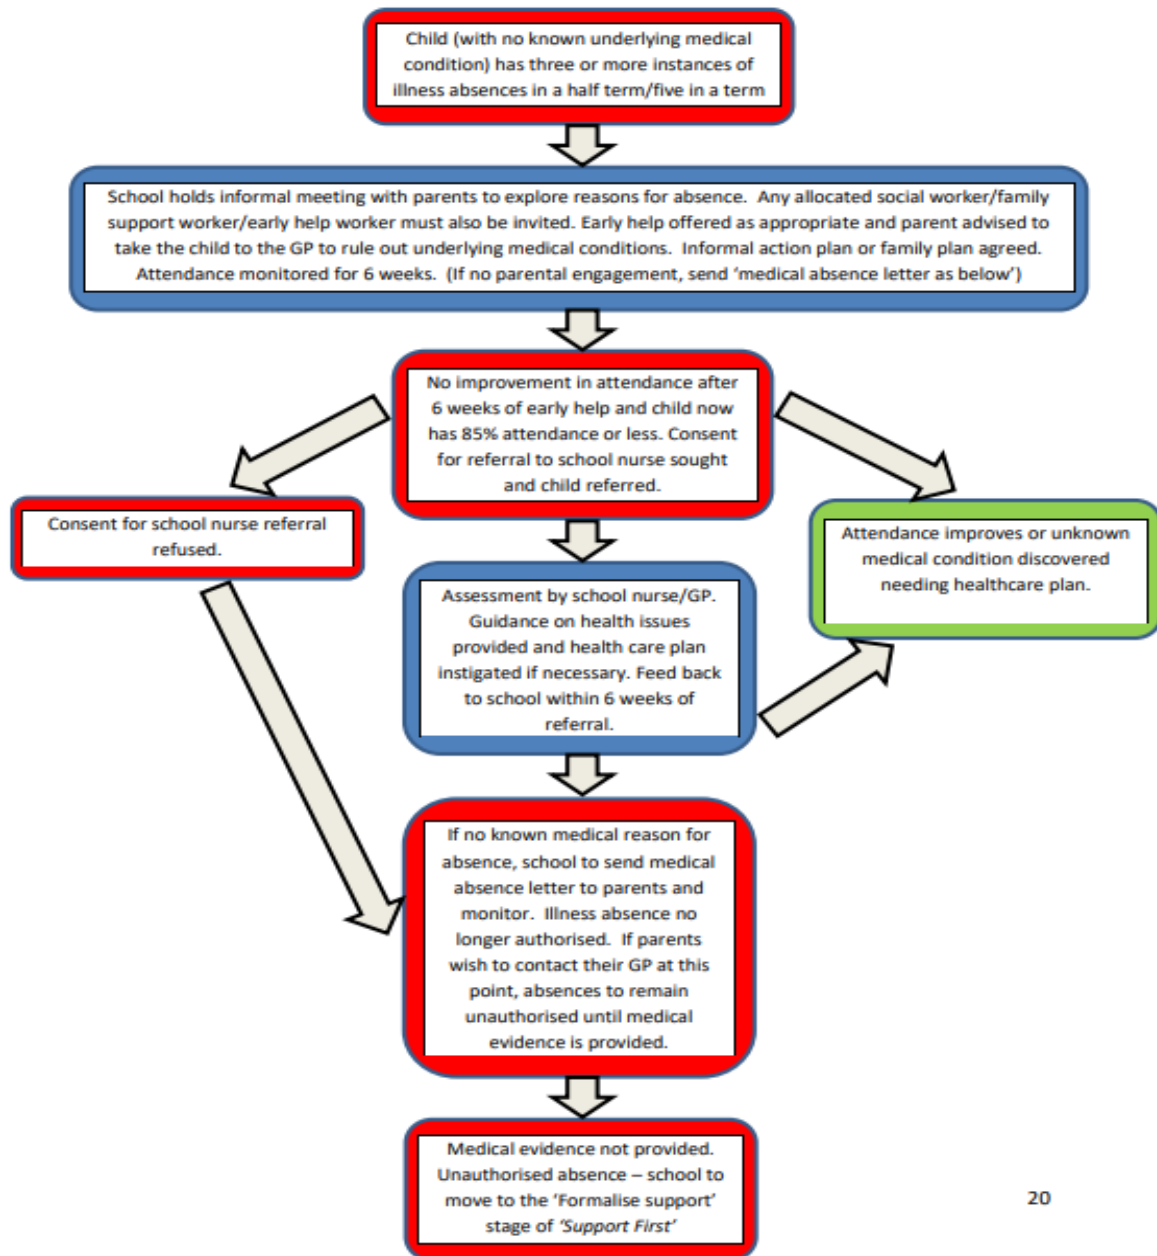 Child (with no known underlying medical
condition) has three or more instances of
illness absences in a half term/five in a term
School holds informal meeting with parents to explore reasons for absence.  Any allocated social worker/family
support worker/early help worker must also be invited. Early help offered as appropriate and parent advised to
take the child to the GP to rule out underlying medical conditions.  Informal action plan or family plan agreed.
Attendance monitored for 6 weeks.  (If no parental engagement, send ‘medical absence letter as below’)
No improvement in attendance after
6 weeks of early help and child now
has 85% attendance or less. Consent
for referral to school nurse sought
and child referred.
Consent for school nurse referral
refused.
Attendance improves or unknown
medical condition discovered
needing healthcare plan.
Assessment by school nurse/GP.
Guidance on health issues
provided and health care plan
instigated if necessary. Feed back
to school within 6 weeks of
referral.
If no known medical reason for
absence, school to send medical
absence letter to parents and
monitor.  Illness absence no
longer authorised.  If parents
wish to contact their GP at this
point, absences to remain
unauthorised until medical
evidence is provided.
Medical evidence not provided.
Unauthorised absence – school to
move to the ‘Formalise support’
stage of ‘Support First’
20